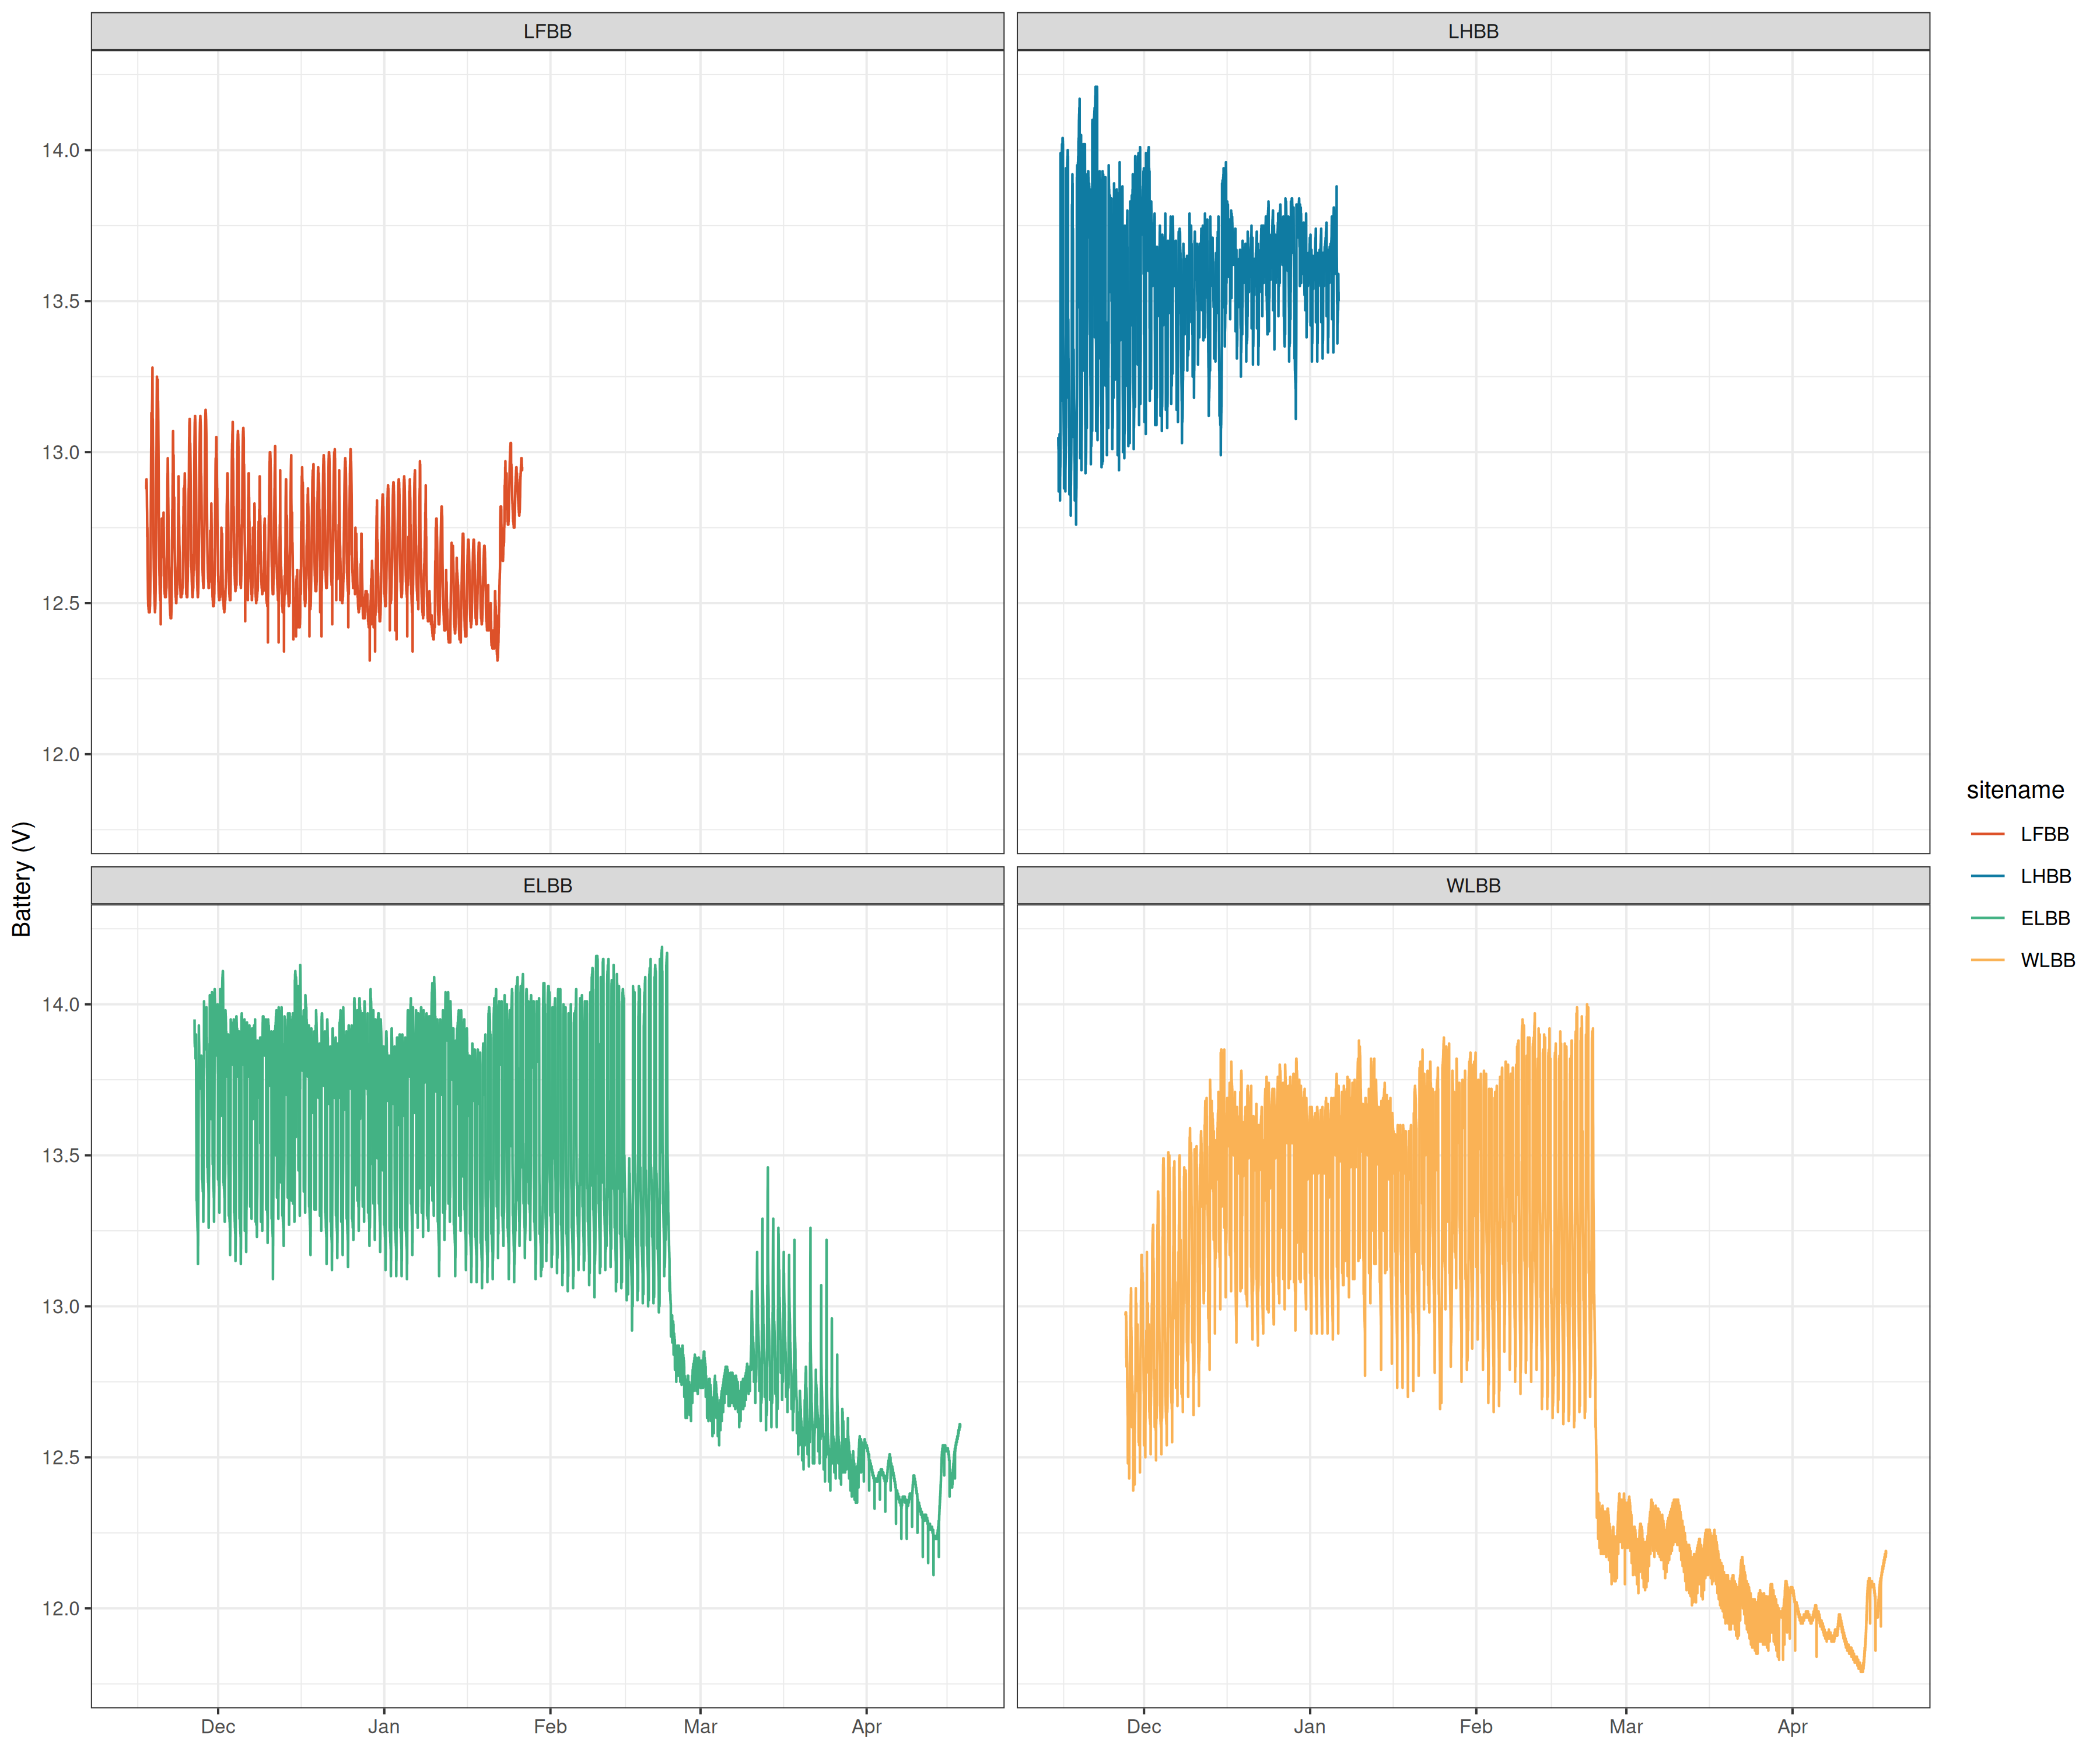 LFBB
LHBB
14.0
13.5
13.0
12.5
12.0
Battery (V)
ELBB
WLBB
14.0
13.5
13.0
12.5
12.0
Dec Jan Feb Mar Apr
Dec Jan Feb Mar Apr
sitename
LFBB
LHBB
ELBB
WLBB